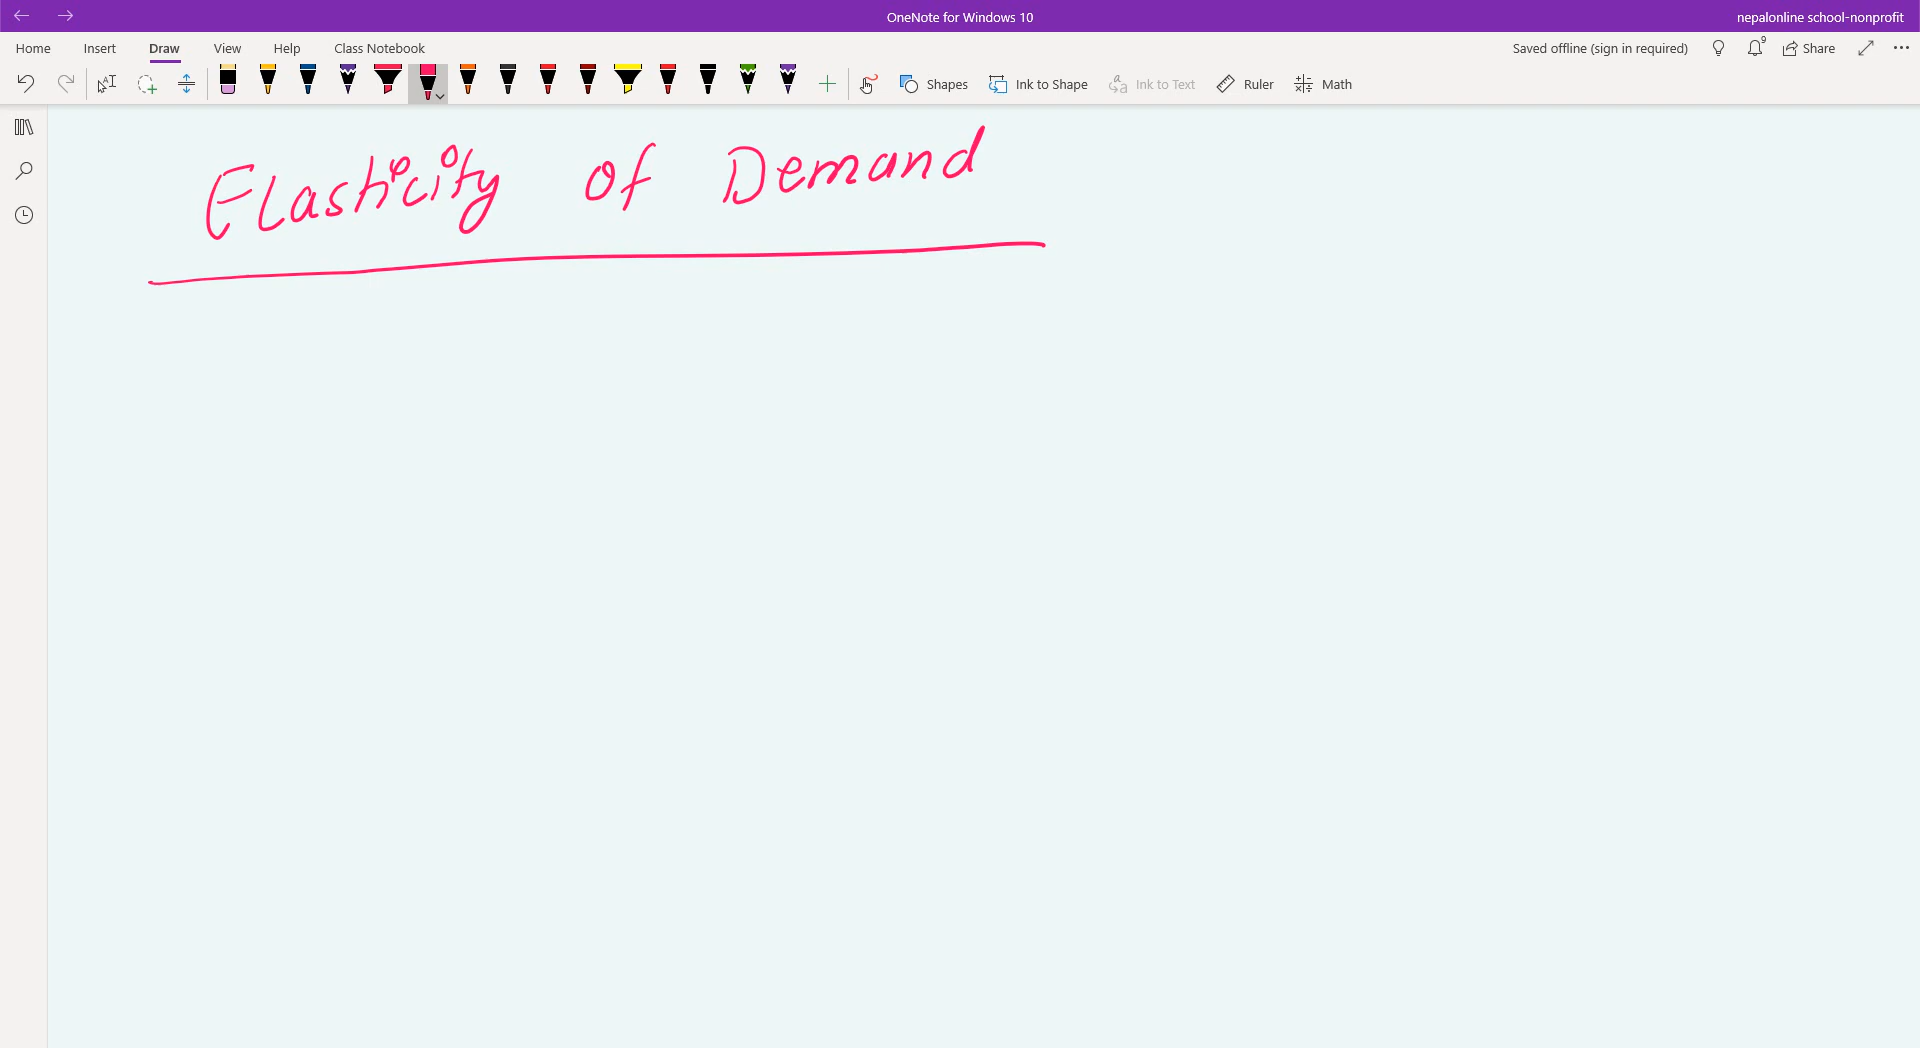 OneNote for Windows 10
nepalonline school-nonprofit
Home Insert Draw View Help Class Notebook
Saved offline (sign in required)
9
Share
Shapes Ink to Shape Ink to Text Ruler Math
Elasticity of Demand